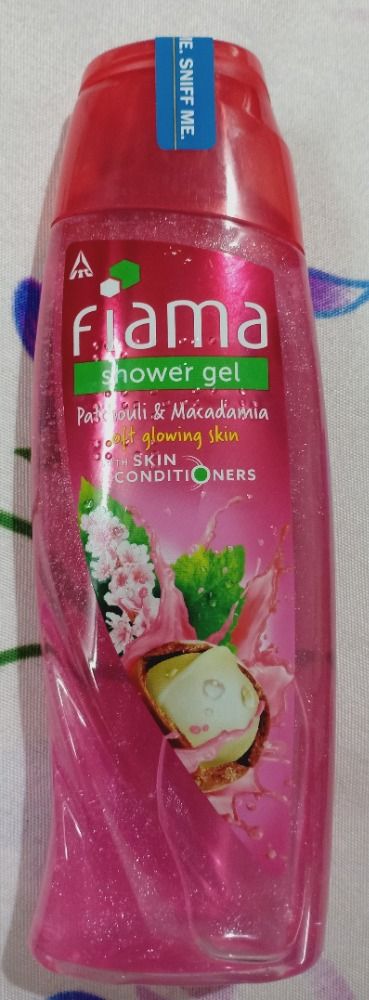 E. SNIFF ME.
ITC
fiama
shower gel
Patchouli & Macadamia
soft glowing skin
WITH SKIN
CONDITIONERS